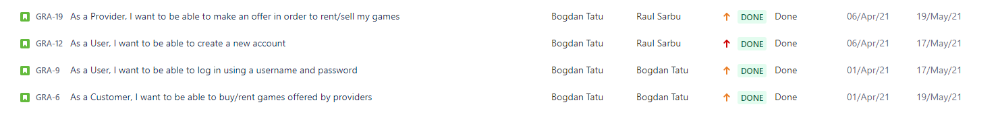 GRA-19 As a Provider, I want to be able to make an offer in order to rent/sell my games Bogdan Tatu Raul Sarbu DONE Done 06/Apr/21 19/May/21
GRA-12 As a User, I want to be able to create a new account Bogdan Tatu Raul Sarbu DONE Done 06/Apr/21 17/May/21
GRA-9 As a User, I want to be able to log in using a username and password Bogdan Tatu Bogdan Tatu DONE Done 01/Apr/21 17/May/21
GRA-6 As a Customer, I want to be able to buy/rent games offered by providers Bogdan Tatu Bogdan Tatu DONE Done 01/Apr/21 19/May/21